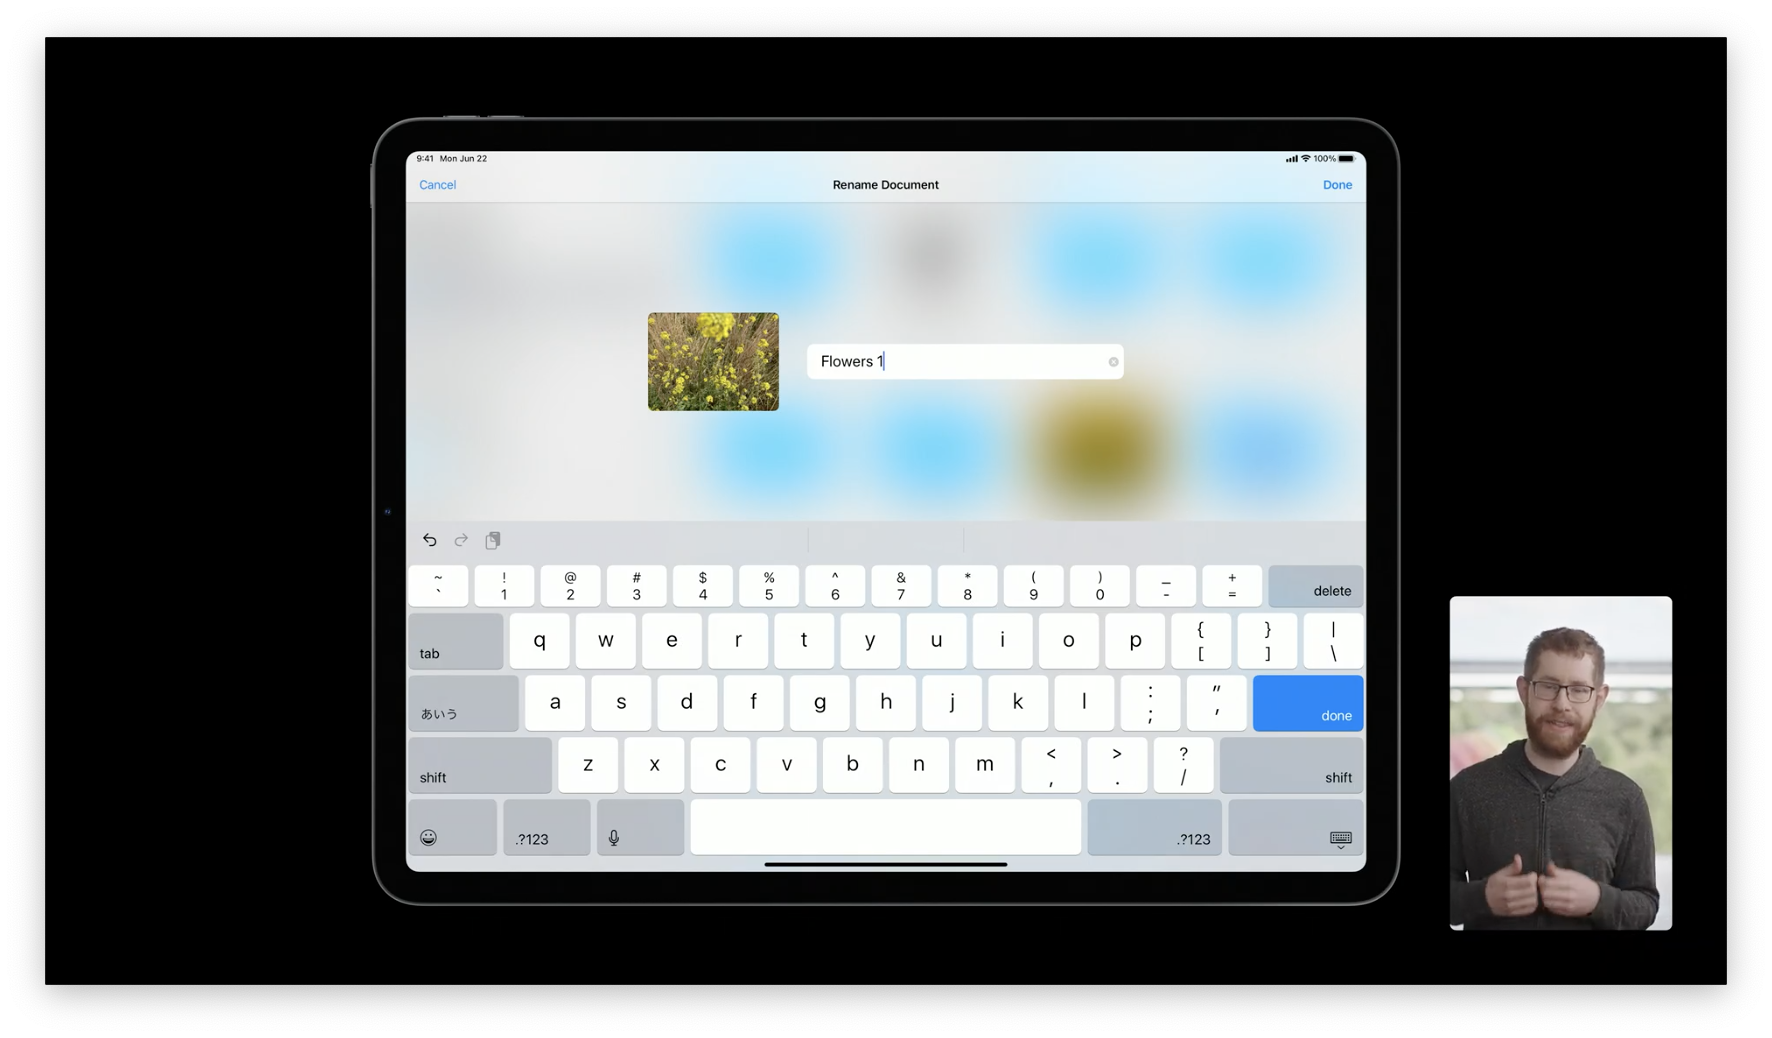 9:41 Mon Jun 22
100%
Cancel
Rename Document
Done
Flowers 1
~ ! @ # $ % ^ & * ( ) _ +
` 1 2 3 4 5 6 7 8 9 0 - = delete
tab q w e r t y u i o p { [ } ] | \
あいう a s d f g h j k l : ; " ' done
shift z x c v b n m < , > . ? / shift
.?123 .?123